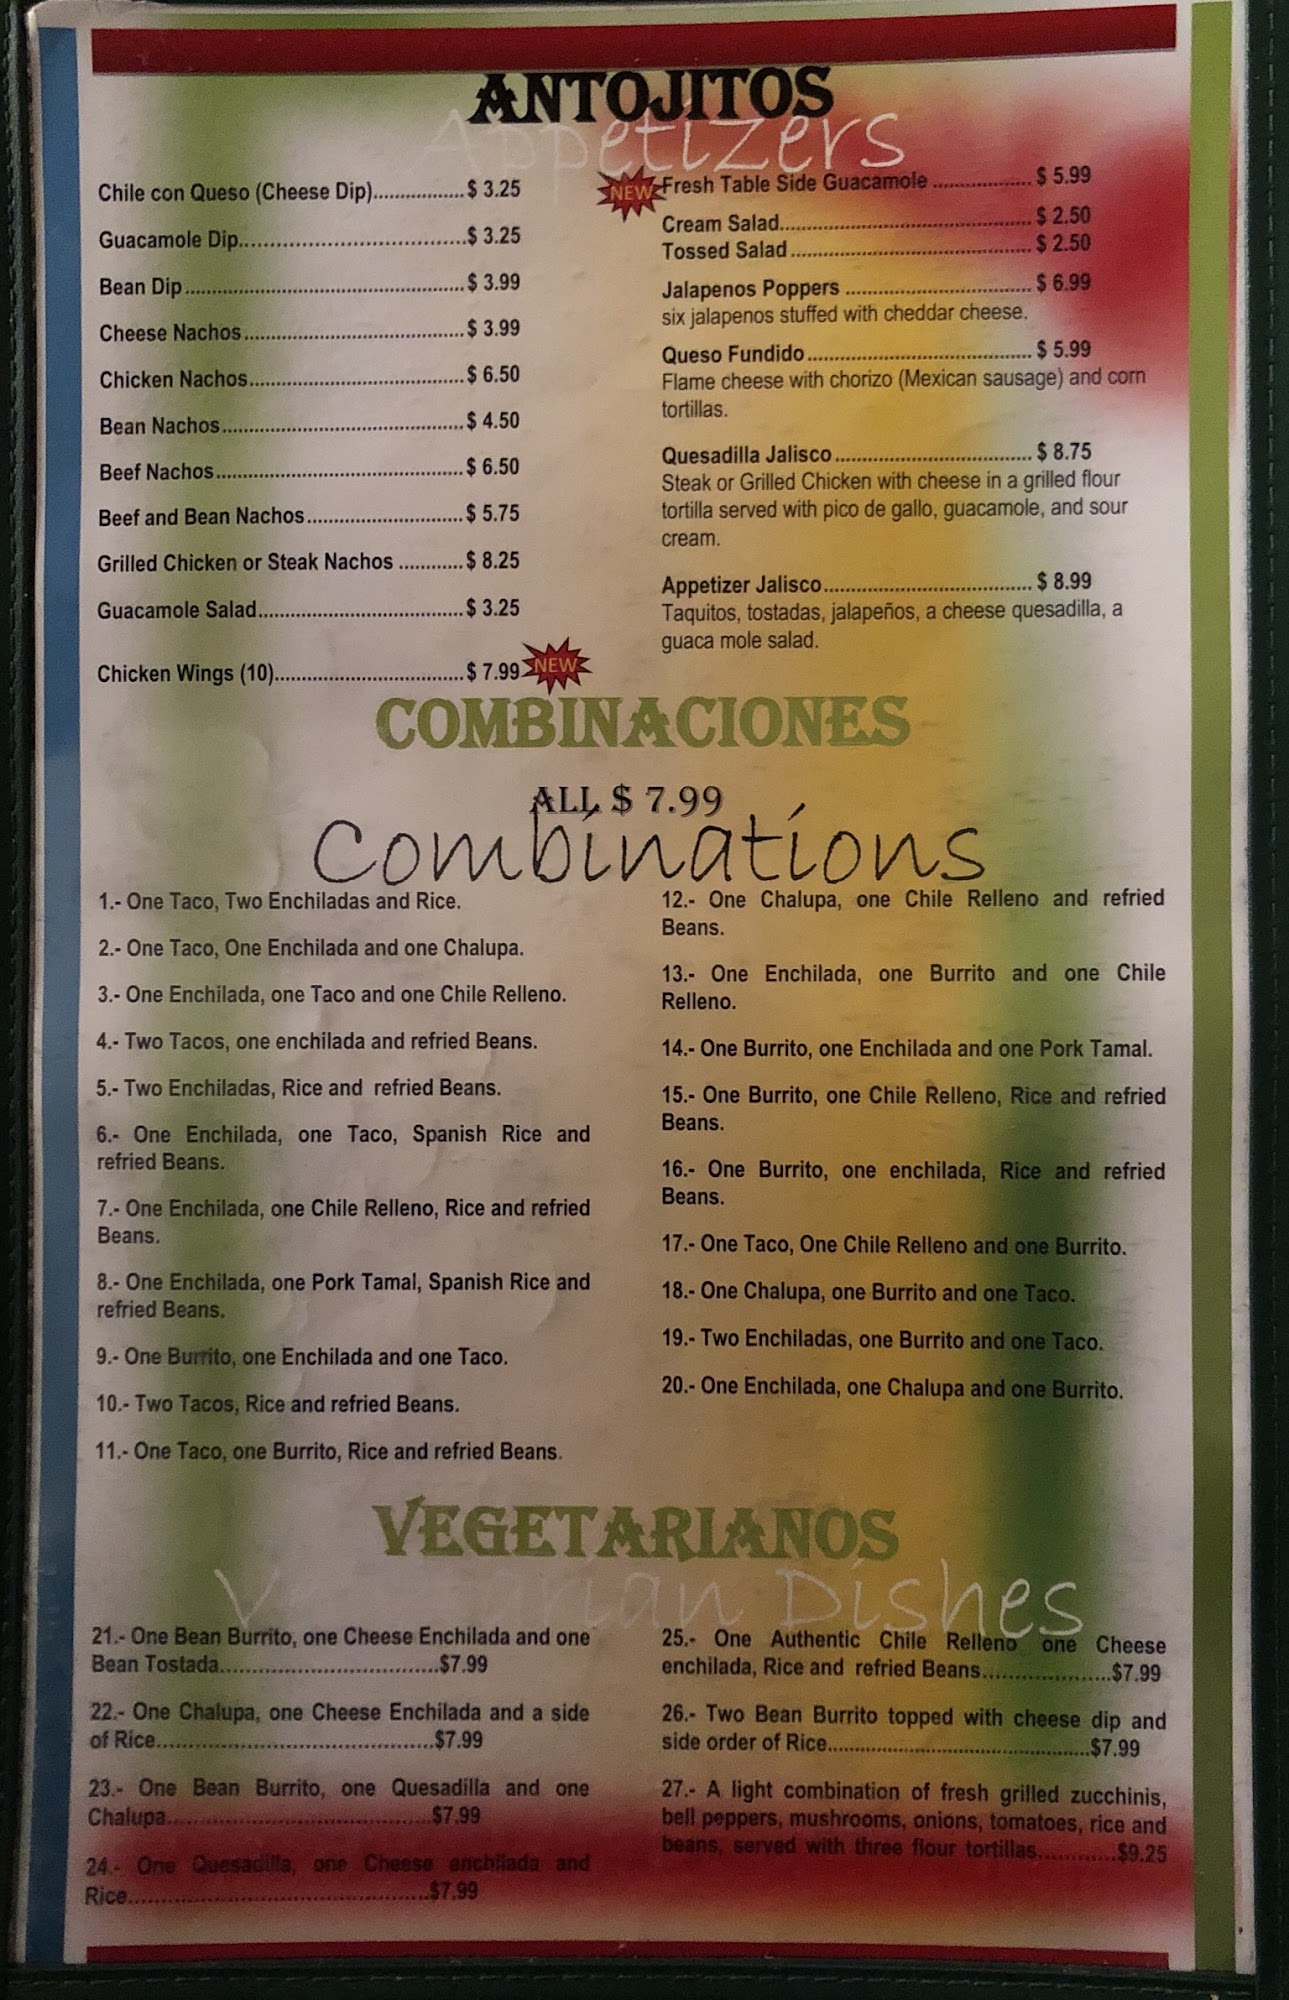 ANTOJITOS
Appetizers
Chile con Queso (Cheese Dip)................$ 3.25
Guacamole Dip......................................$ 3.25
Bean Dip................................................$ 3.99
Cheese Nachos......................................$ 3.99
Chicken Nachos.....................................$ 6.50
Bean Nachos..........................................$ 4.50
Beef Nachos...........................................$ 6.50
Beef and Bean Nachos...........................$ 5.75
Grilled Chicken or Steak Nachos ............$ 8.25
Guacamole Salad...................................$ 3.25
Chicken Wings (10).................................$ 7.99 NEW
NEW Fresh Table Side Guacamole .................$ 5.99
Cream Salad...........................................$ 2.50
Tossed Salad.........................................$ 2.50
Jalapenos Poppers ................................$ 6.99
six jalapenos stuffed with cheddar cheese.
Queso Fundido.......................................$ 5.99
Flame cheese with chorizo (Mexican sausage) and corn
tortillas.
Quesadilla Jalisco..................................$ 8.75
Steak or Grilled Chicken with cheese in a grilled flour
tortilla served with pico de gallo, guacamole, and sour
cream.
Appetizer Jalisco....................................$ 8.99
Taquitos, tostadas, jalapeños, a cheese quesadilla, a
guaca mole salad.
COMBINACIONES
ALL $ 7.99
Combinations
1.- One Taco, Two Enchiladas and Rice.
2.- One Taco, One Enchilada and one Chalupa.
3.- One Enchilada, one Taco and one Chile Relleno.
4.- Two Tacos, one enchilada and refried Beans.
5.- Two Enchiladas, Rice and refried Beans.
6.- One Enchilada, one Taco, Spanish Rice and
refried Beans.
7.- One Enchilada, one Chile Relleno, Rice and refried
Beans.
8.- One Enchilada, one Pork Tamal, Spanish Rice and
refried Beans.
9.- One Burrito, one Enchilada and one Taco.
10.- Two Tacos, Rice and refried Beans.
11.- One Taco, one Burrito, Rice and refried Beans.
12.- One Chalupa, one Chile Relleno and refried
Beans.
13.- One Enchilada, one Burrito and one Chile
Relleno.
14.- One Burrito, one Enchilada and one Pork Tamal.
15.- One Burrito, one Chile Relleno, Rice and refried
Beans.
16.- One Burrito, one enchilada, Rice and refried
Beans.
17.- One Taco, One Chile Relleno and one Burrito.
18.- One Chalupa, one Burrito and one Taco.
19.- Two Enchiladas, one Burrito and one Taco.
20.- One Enchilada, one Chalupa and one Burrito.
VEGETARIANOS
Vegetarian Dishes
21.- One Bean Burrito, one Cheese Enchilada and one
Bean Tostada.....................................$7.99
22.- One Chalupa, one Cheese Enchilada and a side
of Rice...............................................$7.99
23.- One Bean Burrito, one Quesadilla and one
Chalupa.............................................$7.99
24.- One Quesadilla, one Cheese enchilada and
Rice...................................................$7.99
25.- One Authentic Chile Relleno one Cheese
enchilada, Rice and refried Beans.....................$7.99
26.- Two Bean Burrito topped with cheese dip and
side order of Rice............................................$7.99
27.- A light combination of fresh grilled zucchinis,
bell peppers, mushrooms, onions, tomatoes, rice and
beans, served with three flour tortillas.............$9.25